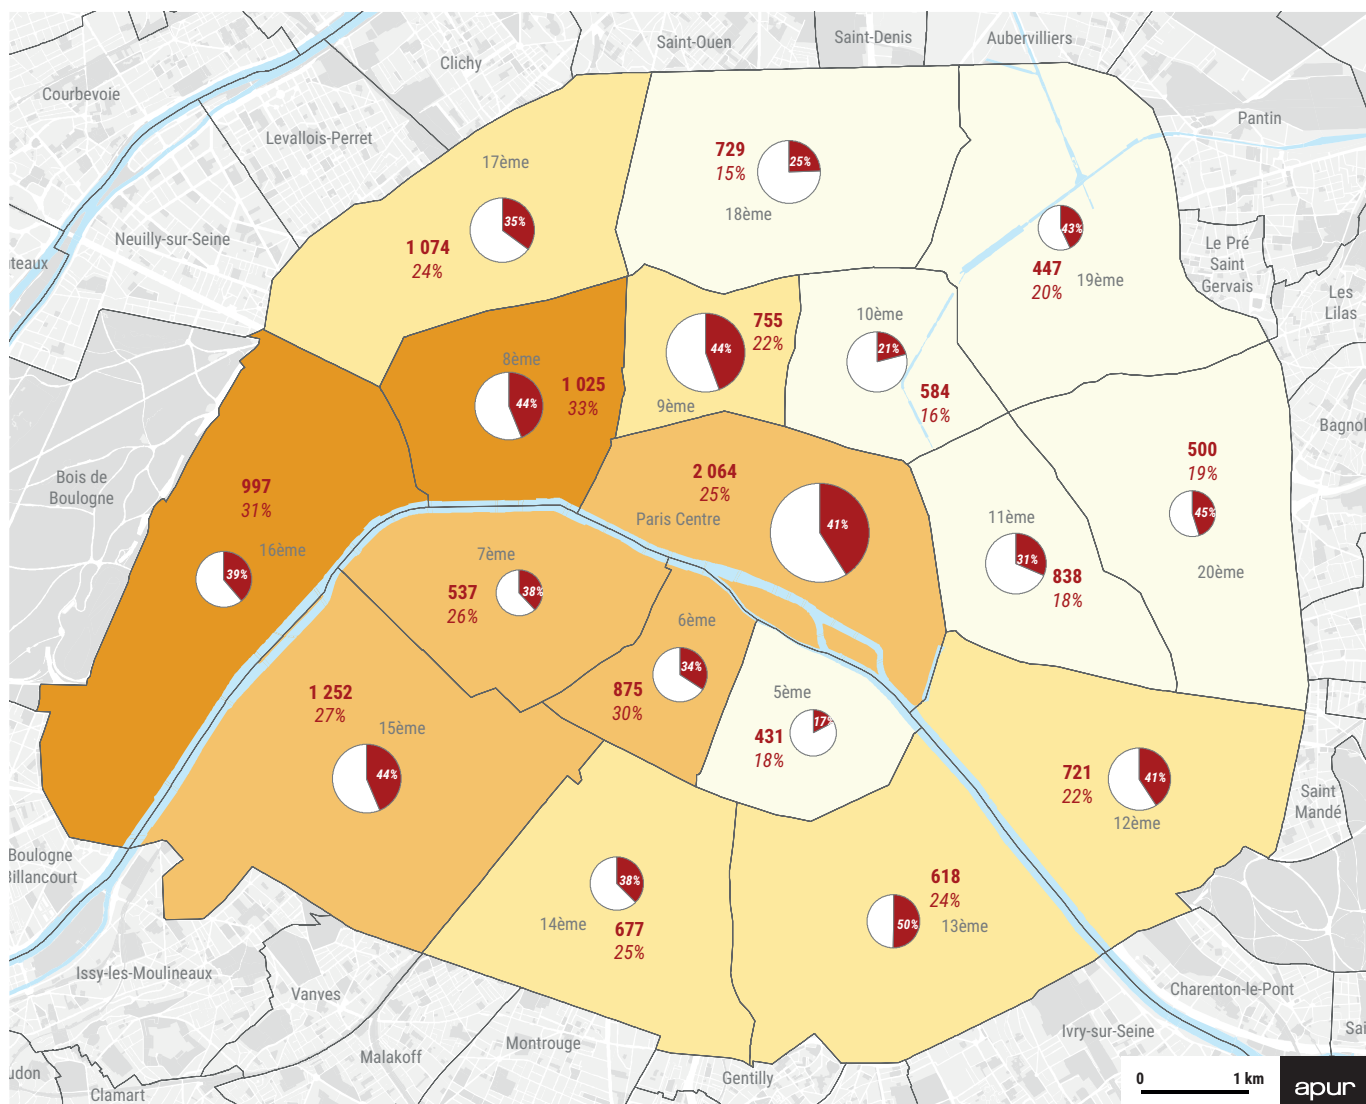 Saint-Ouen
Saint-Denis
Aubervilliers
Clichy
Courbevoie
Levallois-Perret
Pantin
Neuilly-sur-Seine
uteaux
Le Pré
Saint
Gervais
Les
Lilas
Bagnol
Bois de
Boulogne
17ème
35%
1 074
24%
729
15%
25%
18ème
43%
447
20%
19ème
8ème
44%
1 025
33%
44%
755
22%
9ème
10ème
21%
584
16%
997
31%
16ème
39%
2 064
25%
Paris Centre
41%
11ème
31%
838
18%
500
19%
45%
20ème
7ème
537
26%
38%
6ème
34%
875
30%
5ème
17%
431
18%
1 252
27%
15ème
44%
721
22%
41%
12ème
38%
14ème
677
25%
618
24%
50%
13ème
Saint
Mandé
Boulogne
Billancourt
Issy-les-Moulineaux
Vanves
Malakoff
Montrouge
Gentilly
Ivry-sur-Seine
Charenton-le-Pont
Sai
udon
Clamart
0 1 km
apur